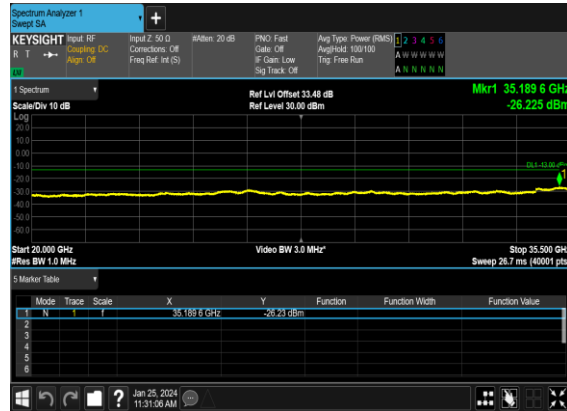 Spectrum Analyzer 1
Swept SA
+
KEYSIGHT Input: RF
R T Coupling: DC
Align: Off
LW
Input Z: 50 Ω
Corrections: Off
Freq Ref: Int (S)
#Atten: 20 dB
PNO: Fast
Gate: Off
IF Gain: Low
Sig Track: Off
Avg Type: Power (RMS)
Avg|Hold: 100/100
Trig: Free Run
1 2 3 4 5 6
A W W W W W
A N N N N N
1 Spectrum
Scale/Div 10 dB
Ref Lvl Offset 33.48 dB
Ref Level 30.00 dBm
Mkr1 35.189 6 GHz
-26.225 dBm
Log
20.0
10.0
0.00
-10.0
-20.0
-30.0
-40.0
-50.0
-60.0
DL1 -13.00 dBm
1
Start 20.000 GHz
#Res BW 1.0 MHz
Video BW 3.0 MHz*
Stop 35.500 GH
Sweep 26.7 ms (40001 pts
5 Marker Table
Mode Trace Scale X Y Function Function Width Function Value
1 N 1 f 35.189 6 GHz -26.23 dBm
2
3
4
5
6
?
Jan 25, 2024
11:31:06 AM